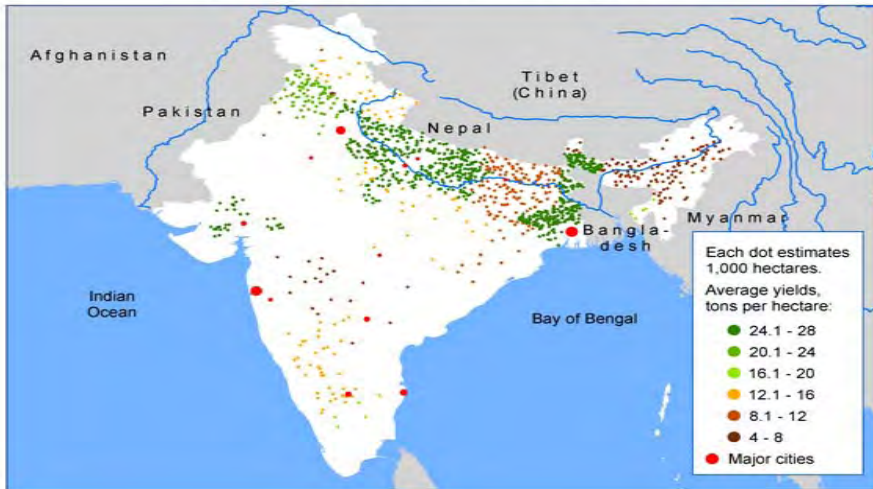 Afghanistan
Tibet
(China)
Pakistan
Nepal
Myanmar
Bangla-
desh
Indian
Ocean
Bay of Bengal
Each dot estimates
1,000 hectares.
Average yields,
tons per hectare:
24.1 - 28
20.1 - 24
16.1 - 20
12.1 - 16
8.1 - 12
4 - 8
Major cities